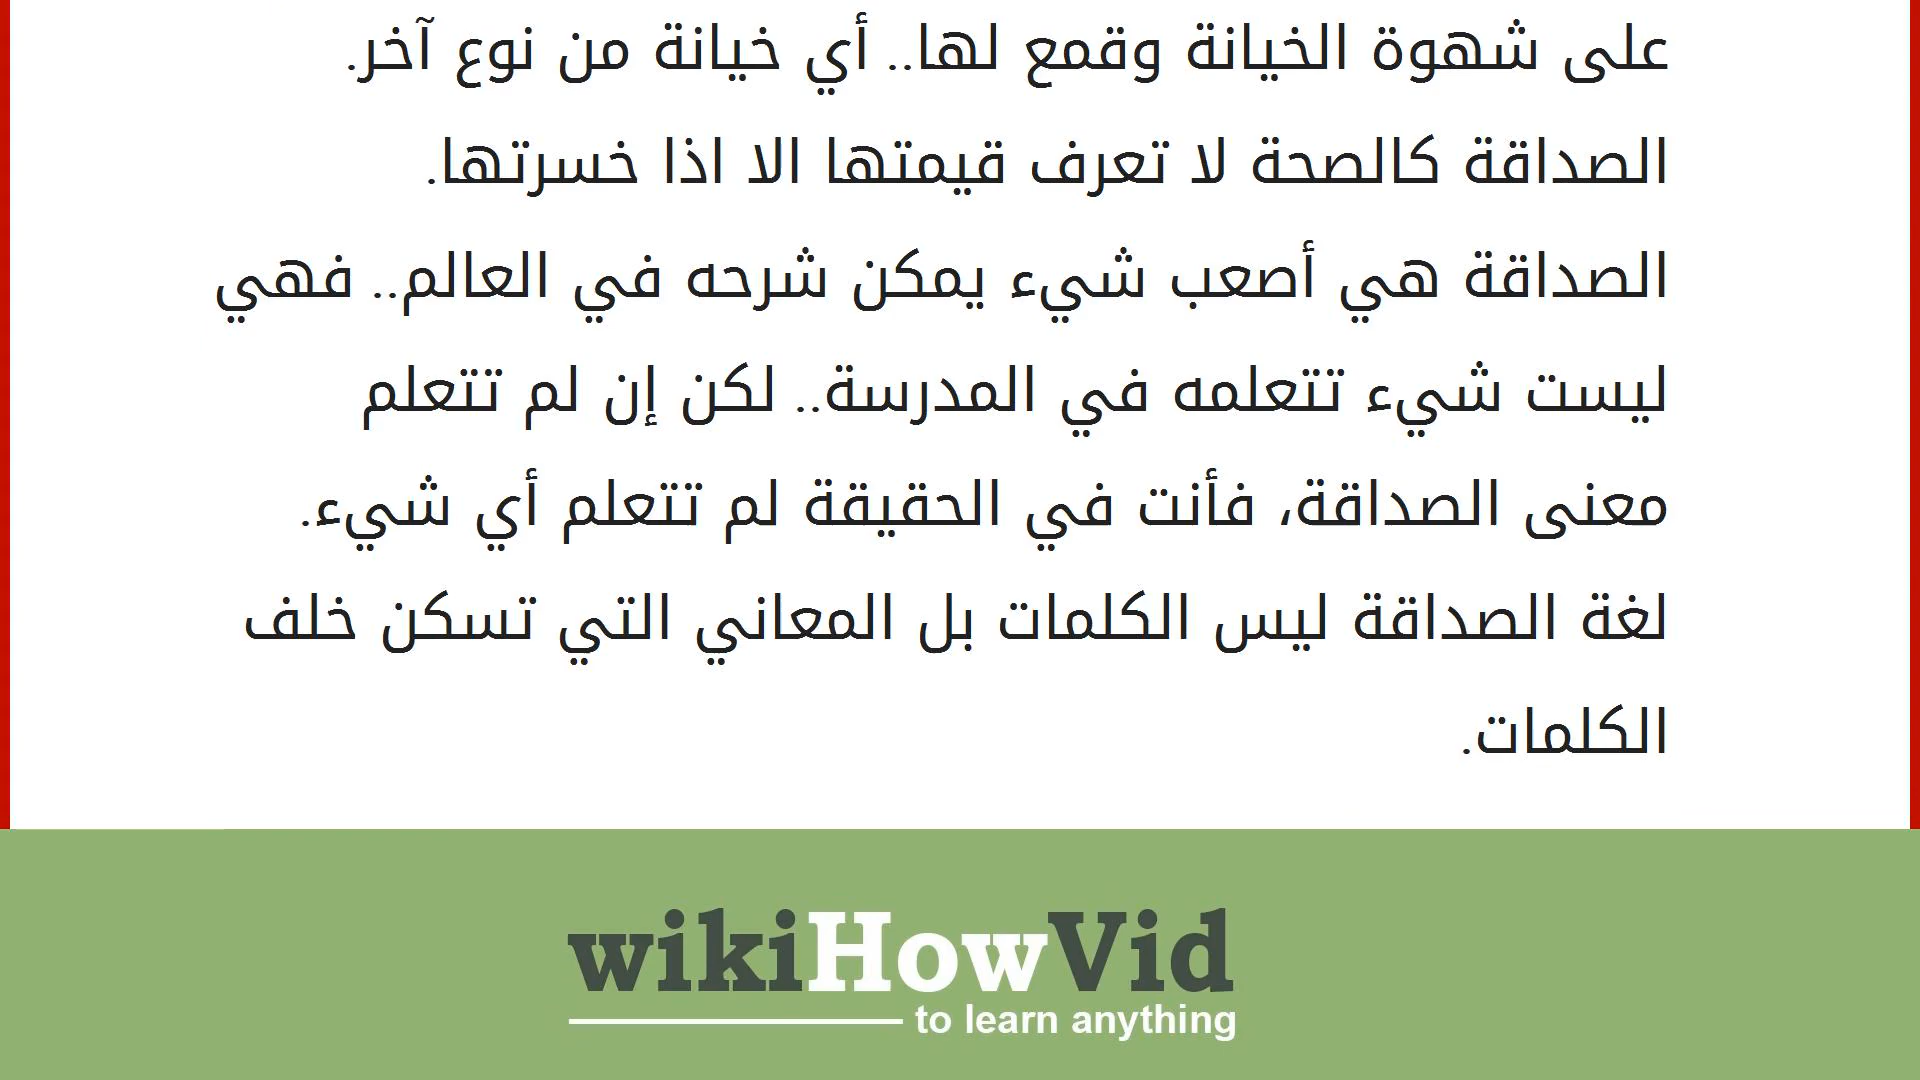 على شهوة الخيانة وقمع لها.. أي خيانة من نوع آخر.
الصداقة كالصحة لا تعرف قيمتها الا اذا خسرتها.
الصداقة هي أصعب شيء يمكن شرحه في العالم.. فهي
ليست شيء تتعلمه في المدرسة.. لكن إن لم تتعلم
معنى الصداقة، فأنت في الحقيقة لم تتعلم أي شيء.
لغة الصداقة ليس الكلمات بل المعاني التي تسكن خلف
الكلمات.
wikiHowVid
to learn anything